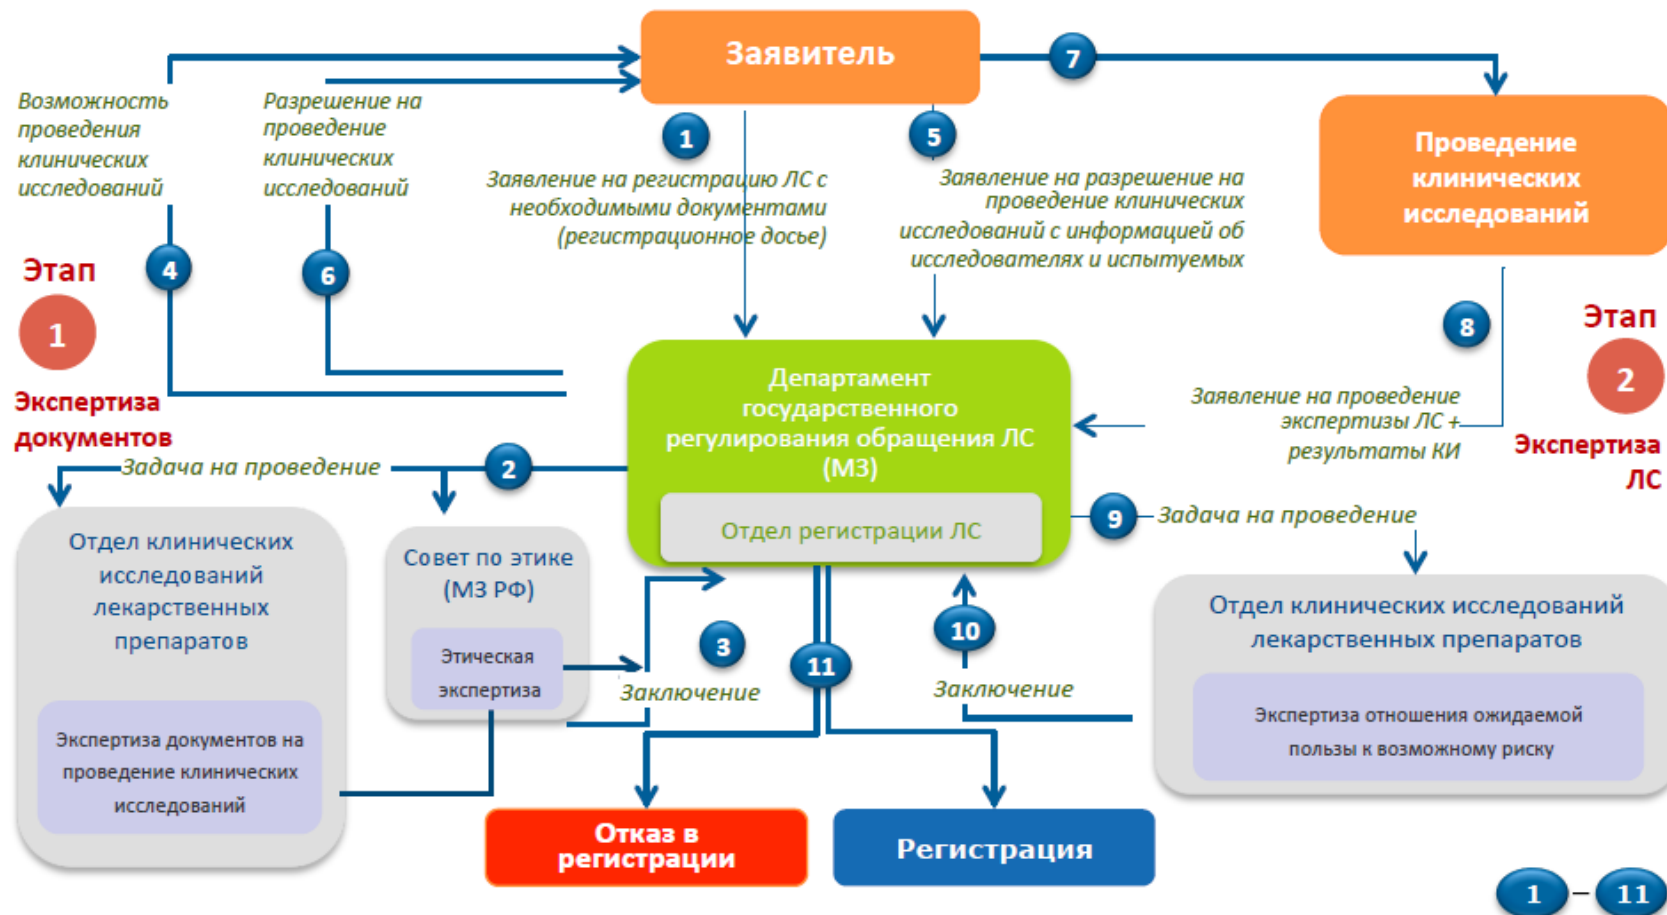 Заявитель
7
Возможность
проведения
клинических
исследований
Разрешение на
проведение
клинических
исследований
1
5
Заявление на регистрацию ЛС с
необходимыми документами
(регистрационное досье)
Заявление на разрешение на
проведение клинических
исследований с информацией об
исследователях и испытуемых
Проведение
клинических
исследований
Этап
1
Экспертиза
документов
4
6
8
Этап
2
Экспертиза
ЛС
Департамент
государственного
регулирования обращения ЛС
(МЗ)
Отдел регистрации ЛС
Заявление на проведение
экспертизы ЛС +
результаты КИ
Задача на проведение
2
9
Задача на проведение
Отдел клинических
исследований
лекарственных
препаратов
Экспертиза документов на
проведение клинических
исследований
Совет по этике
(МЗ РФ)
Этическая
экспертиза
3
Заключение
11
10
Заключение
Отдел клинических исследований
лекарственных препаратов
Экспертиза отношения ожидаемой
пользы к возможному риску
Отказ в
регистрации
Регистрация
1 – 11